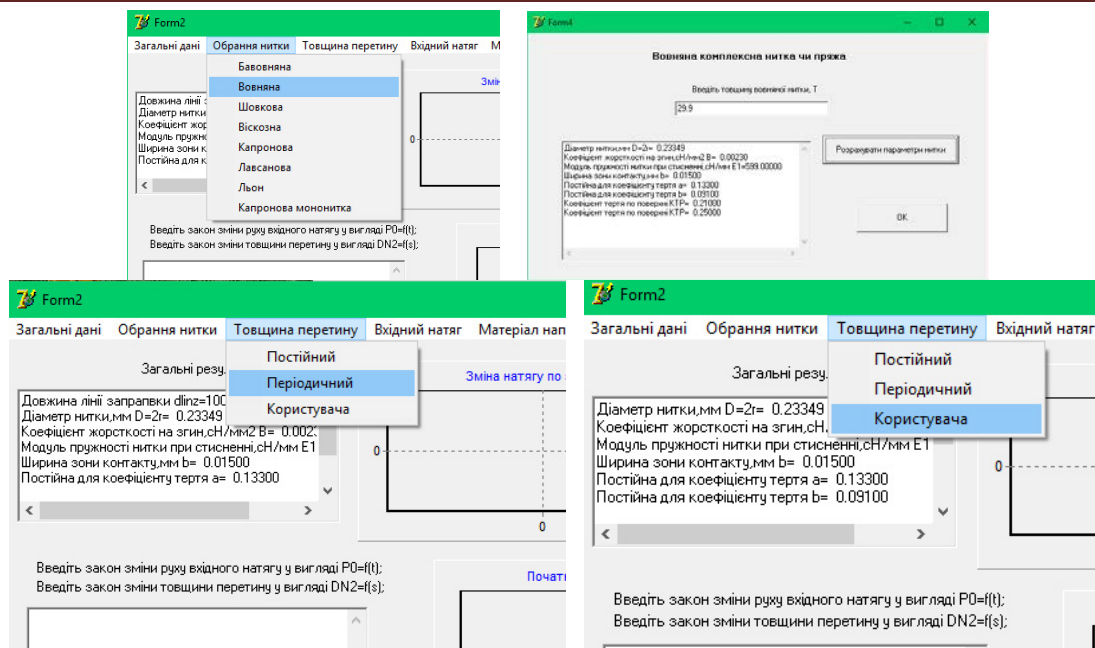 Form2
Загальні дані Обрання нитки Товщина перетину Вхідний натяг М
Бавовняна
Вовняна
Шовкова
Віскозна
Капронова
Лавсанова
Льон
Капронова мононитка
Змін
Довжина лінії з
Діаметр нитки
Коефіцієнт жор
Модуль пружно
Ширина зони к
Постійна для к
0
Введіть закон зміни руху вхідного натягу у вигляді P0=f(t);
Введіть закон зміни товщини перетину у вигляді DN2=f(s);
Form4
Вовняна комплексна нитка чи пряжа
Введіть товщину вовняної нитки, Т
29.9
Діаметр нитки,мм D=2r= 0.23349
Коефіцієнт жорсткості на згин,сН/мм2 B= 0.00230
Модуль пружності нитки при стисненні,сН/мм E1=599.00000
Ширина зони контакту,мм b= 0.01500
Постійна для коефіцієнту тертя a= 0.13300
Постійна для коефіцієнту тертя b= 0.09100
Коефіцієнт тертя по поверхні КТР= 0.21000
Коефіцієнт тертя по поверхні КТР= 0.25000
Розрахувати параметри нитки
OK
Form2
Загальні дані Обрання нитки Товщина перетину Вхідний натяг Матеріал нап
Постійний
Періодичний
Користувача
Загальні резу
Зміна натягу по
Довжина лінії заправки dlinz=100
Діаметр нитки,мм D=2r= 0.23349
Коефіцієнт жорсткості на згин,сН/мм2 B= 0.002
Модуль пружності нитки при стисненні,сН/мм E1
Ширина зони контакту,мм b= 0.01500
Постійна для коефіцієнту тертя a= 0.13300
0
0
Введіть закон зміни руху вхідного натягу у вигляді P0=f(t);
Введіть закон зміни товщини перетину у вигляді DN2=f(s);
Почат
Form2
Загальні дані Обрання нитки Товщина перетину Вхідний натяг
Постійний
Періодичний
Користувача
Загальні резу
Діаметр нитки,мм D=2r= 0.23349
Коефіцієнт жорсткості на згин,сН
Модуль пружності нитки при стисненні,сН/мм E1
Ширина зони контакту,мм b= 0.01500
Постійна для коефіцієнту тертя a= 0.13300
Постійна для коефіцієнту тертя b= 0.09100
0
Введіть закон зміни руху вхідного натягу у вигляді P0=f(t);
Введіть закон зміни товщини перетину у вигляді DN2=f(s);